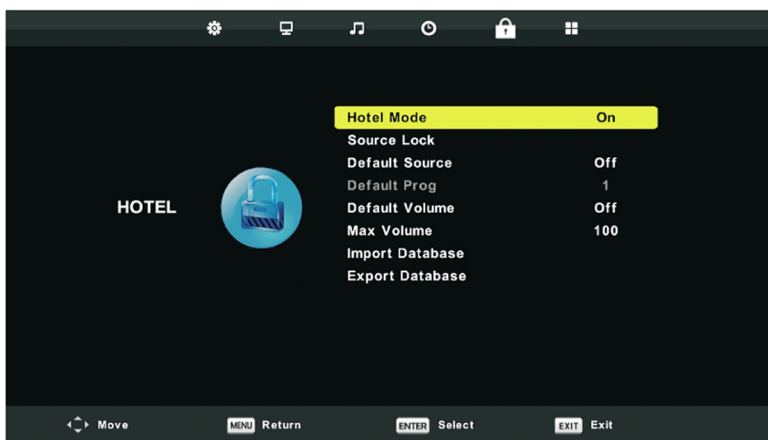 HOTEL
Hotel Mode On
Source Lock
Default Source Off
Default Prog 1
Default Volume Off
Max Volume 100
Import Database
Export Database
Move MENU Return ENTER Select EXIT Exit